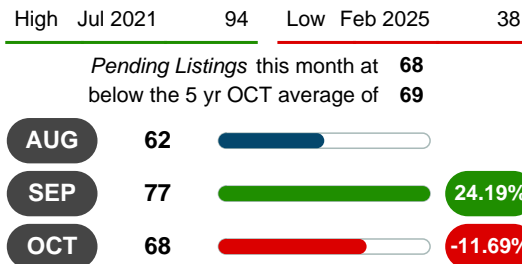 High Jul 2021 94 Low Feb 2025 38
Pending Listings this month at 68
below the 5 yr OCT average of 69
AUG 62
SEP 77 24.19%
OCT 68 -11.69%